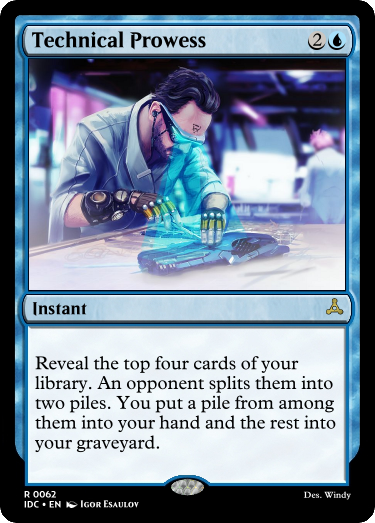 Technical Prowess 2
Instant
Reveal the top four cards of your
library. An opponent splits them into
two piles. You put a pile from among
them into your hand and the rest into
your graveyard.
R 0062
IDC • EN Igor Esaulov
Des. Windy